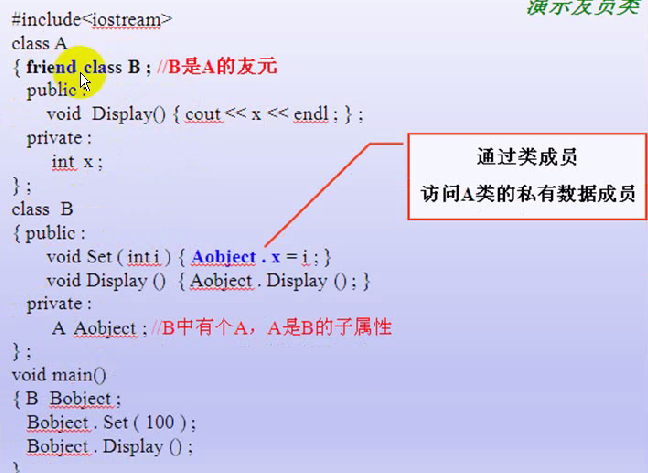 演示友员类
#include<iostream>
class A
{ friend class B ; //B是A的友元
public :
void Display() { cout << x << endl ; } ;
private :
int x ;
} ;
class B
{ public :
void Set ( int i ) { Aobject . x = i ; }
void Display () { Aobject . Display () ; }
private :
A Aobject ; //B中有个A，A是B的子属性
} ;
void main()
{ B Bobject ;
Bobject . Set ( 100 ) ;
Bobject . Display () ;
}
通过类成员
访问A类的私有数据成员